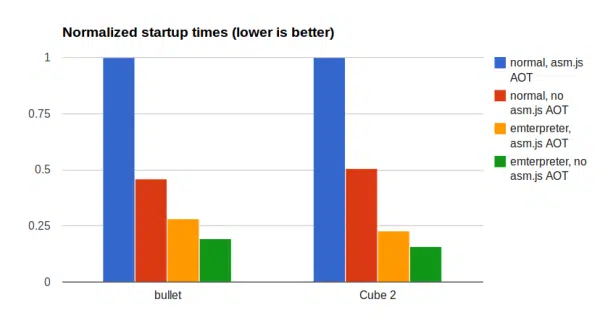 Normalized startup times (lower is better)
1
0.75
0.5
0.25
0
bullet
Cube 2
normal, asm.js
AOT
normal, no
asm.js AOT
emterpreter,
asm.js AOT
emterpreter, no
asm.js AOT